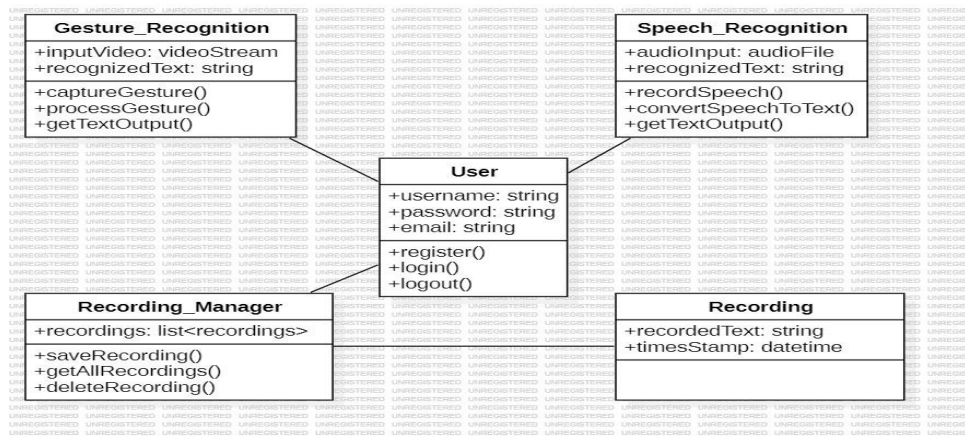 Gesture_Recognition
+inputVideo: videoStream
+recognizedText: string
+captureGesture()
+processGesture()
+getTextOutput()
Speech_Recognition
+audioInput: audioFile
+recognizedText: string
+recordSpeech()
+convertSpeechToText()
+getTextOutput()
User
+username: string
+password: string
+email: string
+register()
+login()
+logout()
Recording_Manager
+recordings: list<recordings>
+saveRecording()
+getAllRecordings()
+deleteRecording()
Recording
+recordedText: string
+timesStamp: datetime
UNREGISTERED